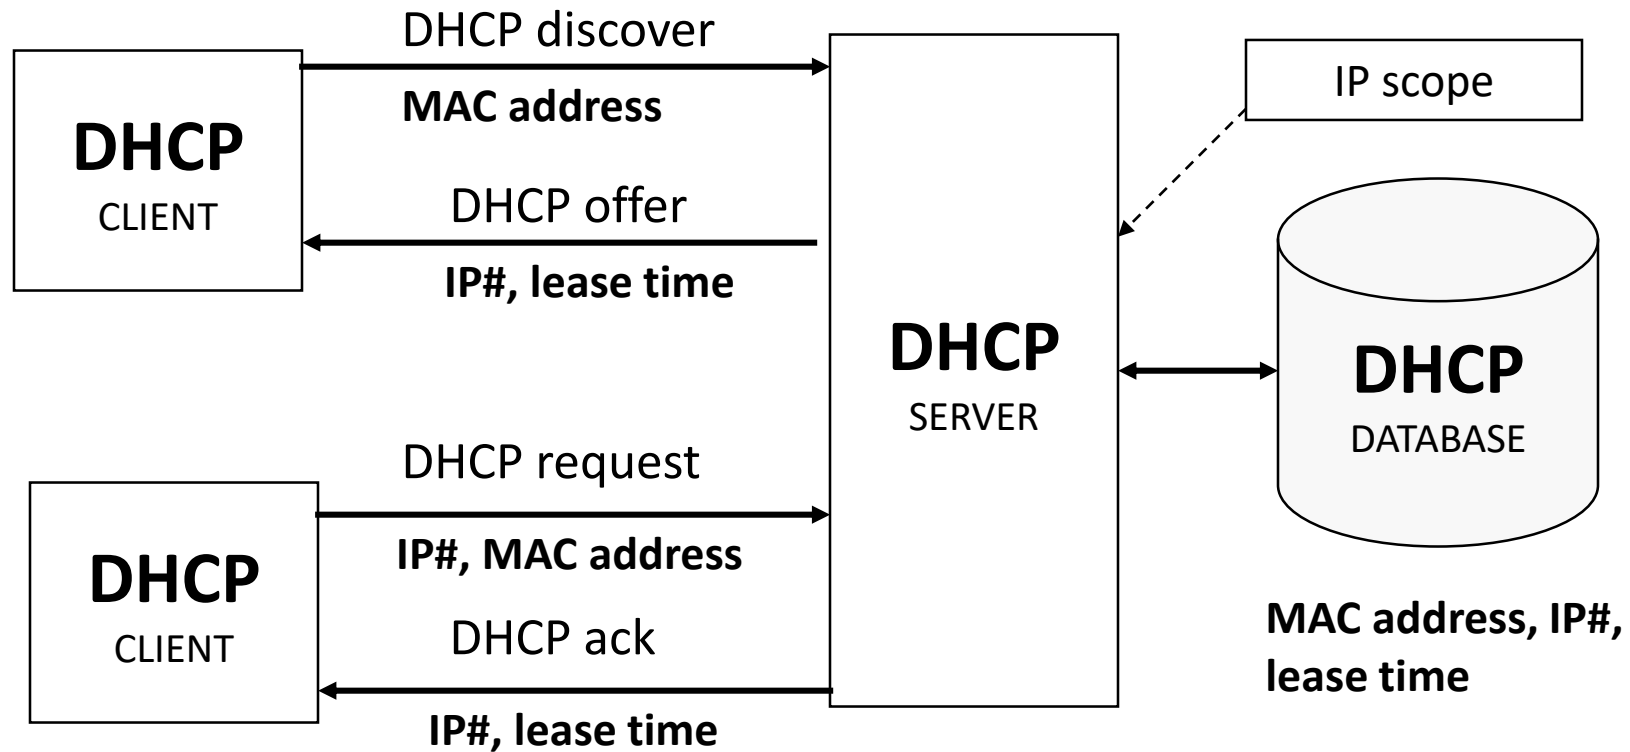 DHCP discover
MAC address
DHCP
CLIENT
DHCP offer
IP#, lease time
DHCP request
IP#, MAC address
DHCP
CLIENT
DHCP ack
IP#, lease time
DHCP
SERVER
IP scope
DHCP
DATABASE
MAC address, IP#,
lease time